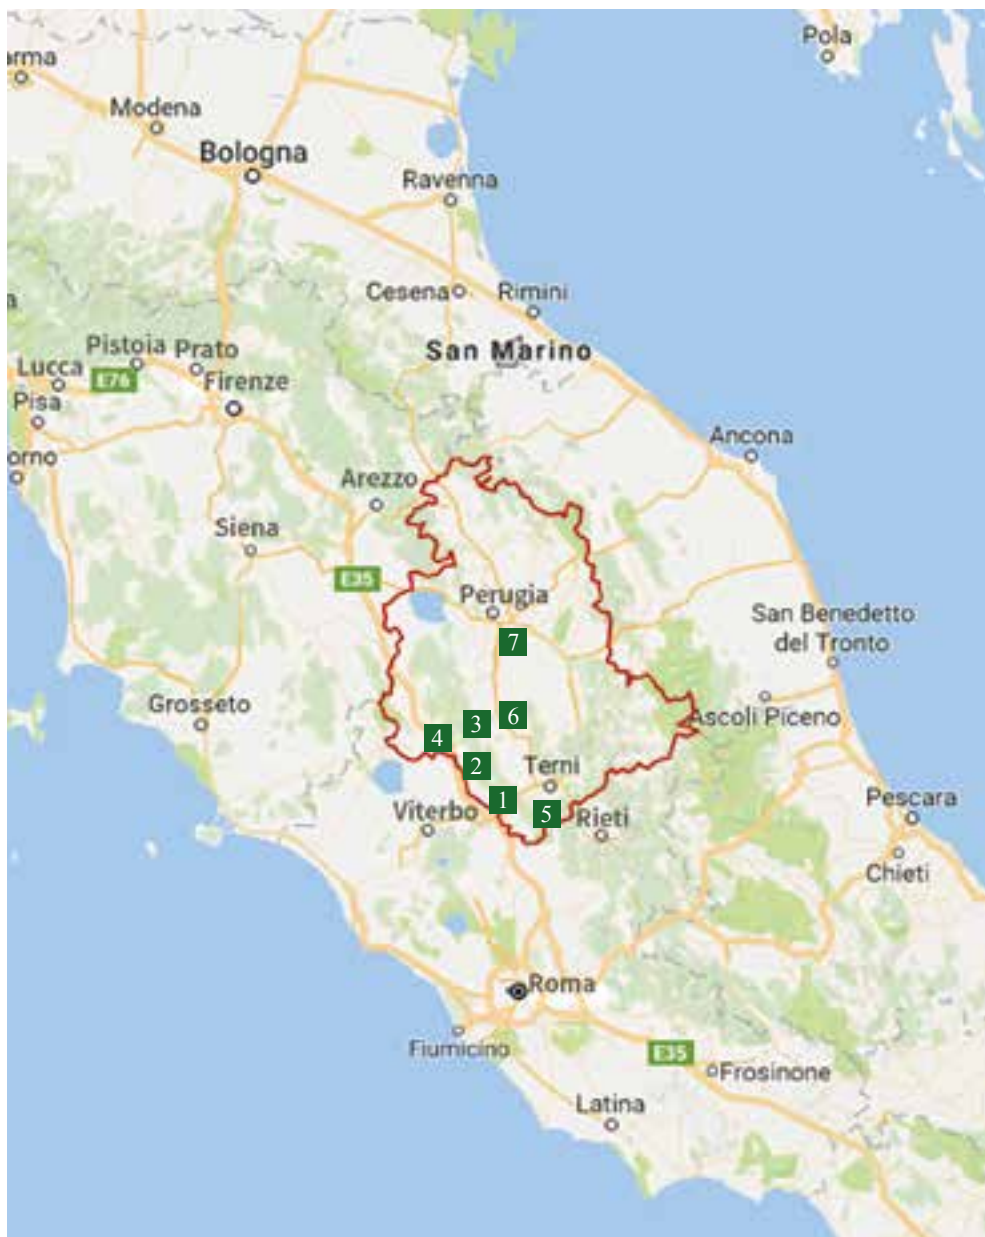 Pola
arma
Modena
Bologna
Ravenna
Cesena
Rimini
San Marino
Pistoia
Prato
Lucca
E76
Firenze
Pisa
Ancona
orno
Arezzo
Siena
E35
Perugia
San Benedetto
del Tronto
7
Grosseto
Ascoli Piceno
6
3
4
2
Terni
1
5
Viterbo
Rieti
Pescara
Chieti
Roma
Fiumicino
E35
Frosinone
Latina